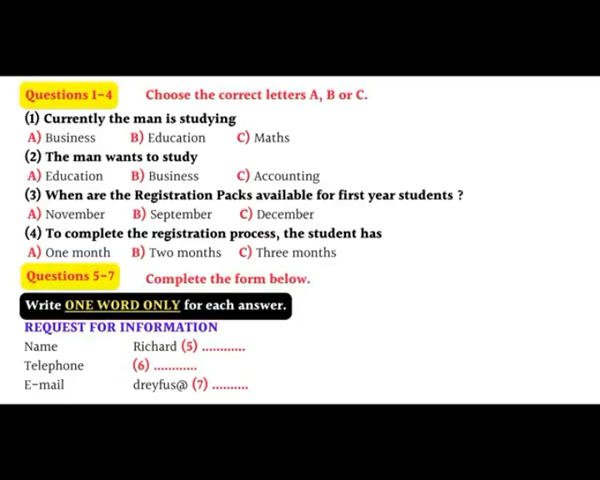 Questions 1-4 Choose the correct letters A, B or C.
(1) Currently the man is studying
A) Business B) Education C) Maths
(2) The man wants to study
A) Education B) Business C) Accounting
(3) When are the Registration Packs available for first year students ?
A) November B) September C) December
(4) To complete the registration process, the student has
A) One month B) Two months C) Three months
Questions 5-7 Complete the form below.
Write ONE WORD ONLY for each answer.
REQUEST FOR INFORMATION
Name Richard (5) ............
Telephone (6) ............
E-mail dreyfus@ (7) ..........